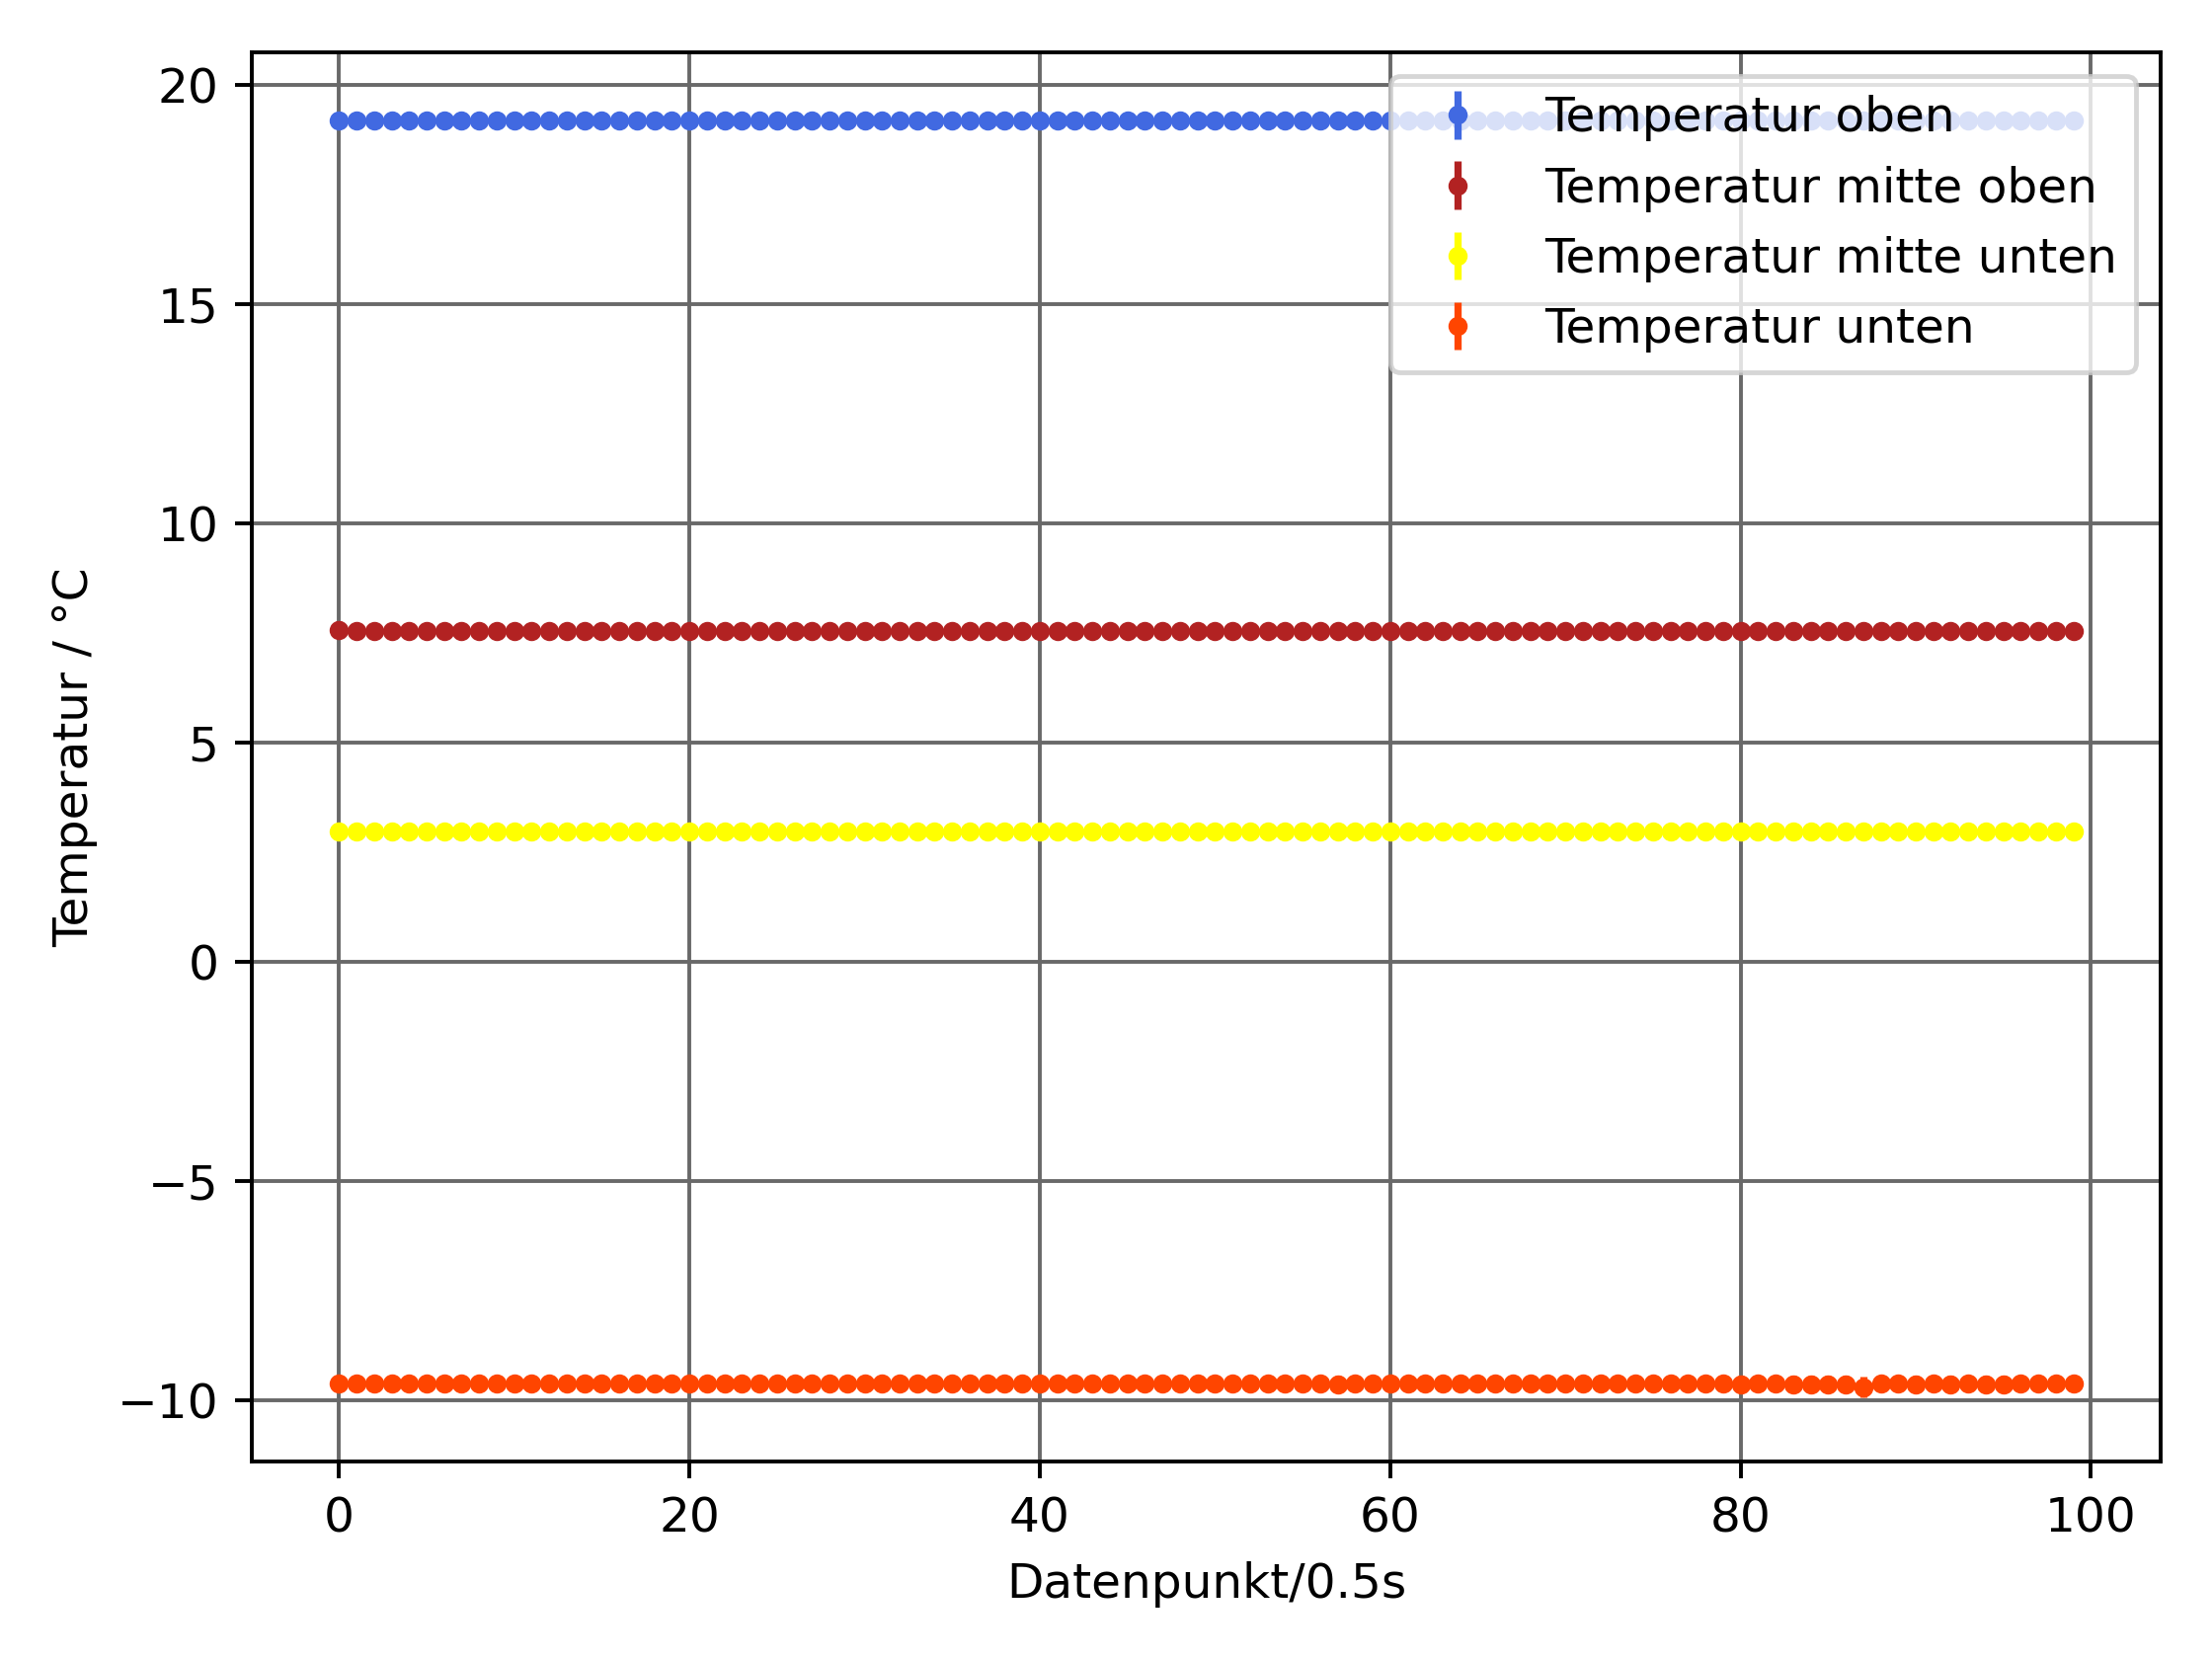 20
15
10
5
0
−5
−10
Temperatur / °C
Temperatur oben
Temperatur mitte oben
Temperatur mitte unten
Temperatur unten
0 20 40 60 80 100
Datenpunkt/0.5s